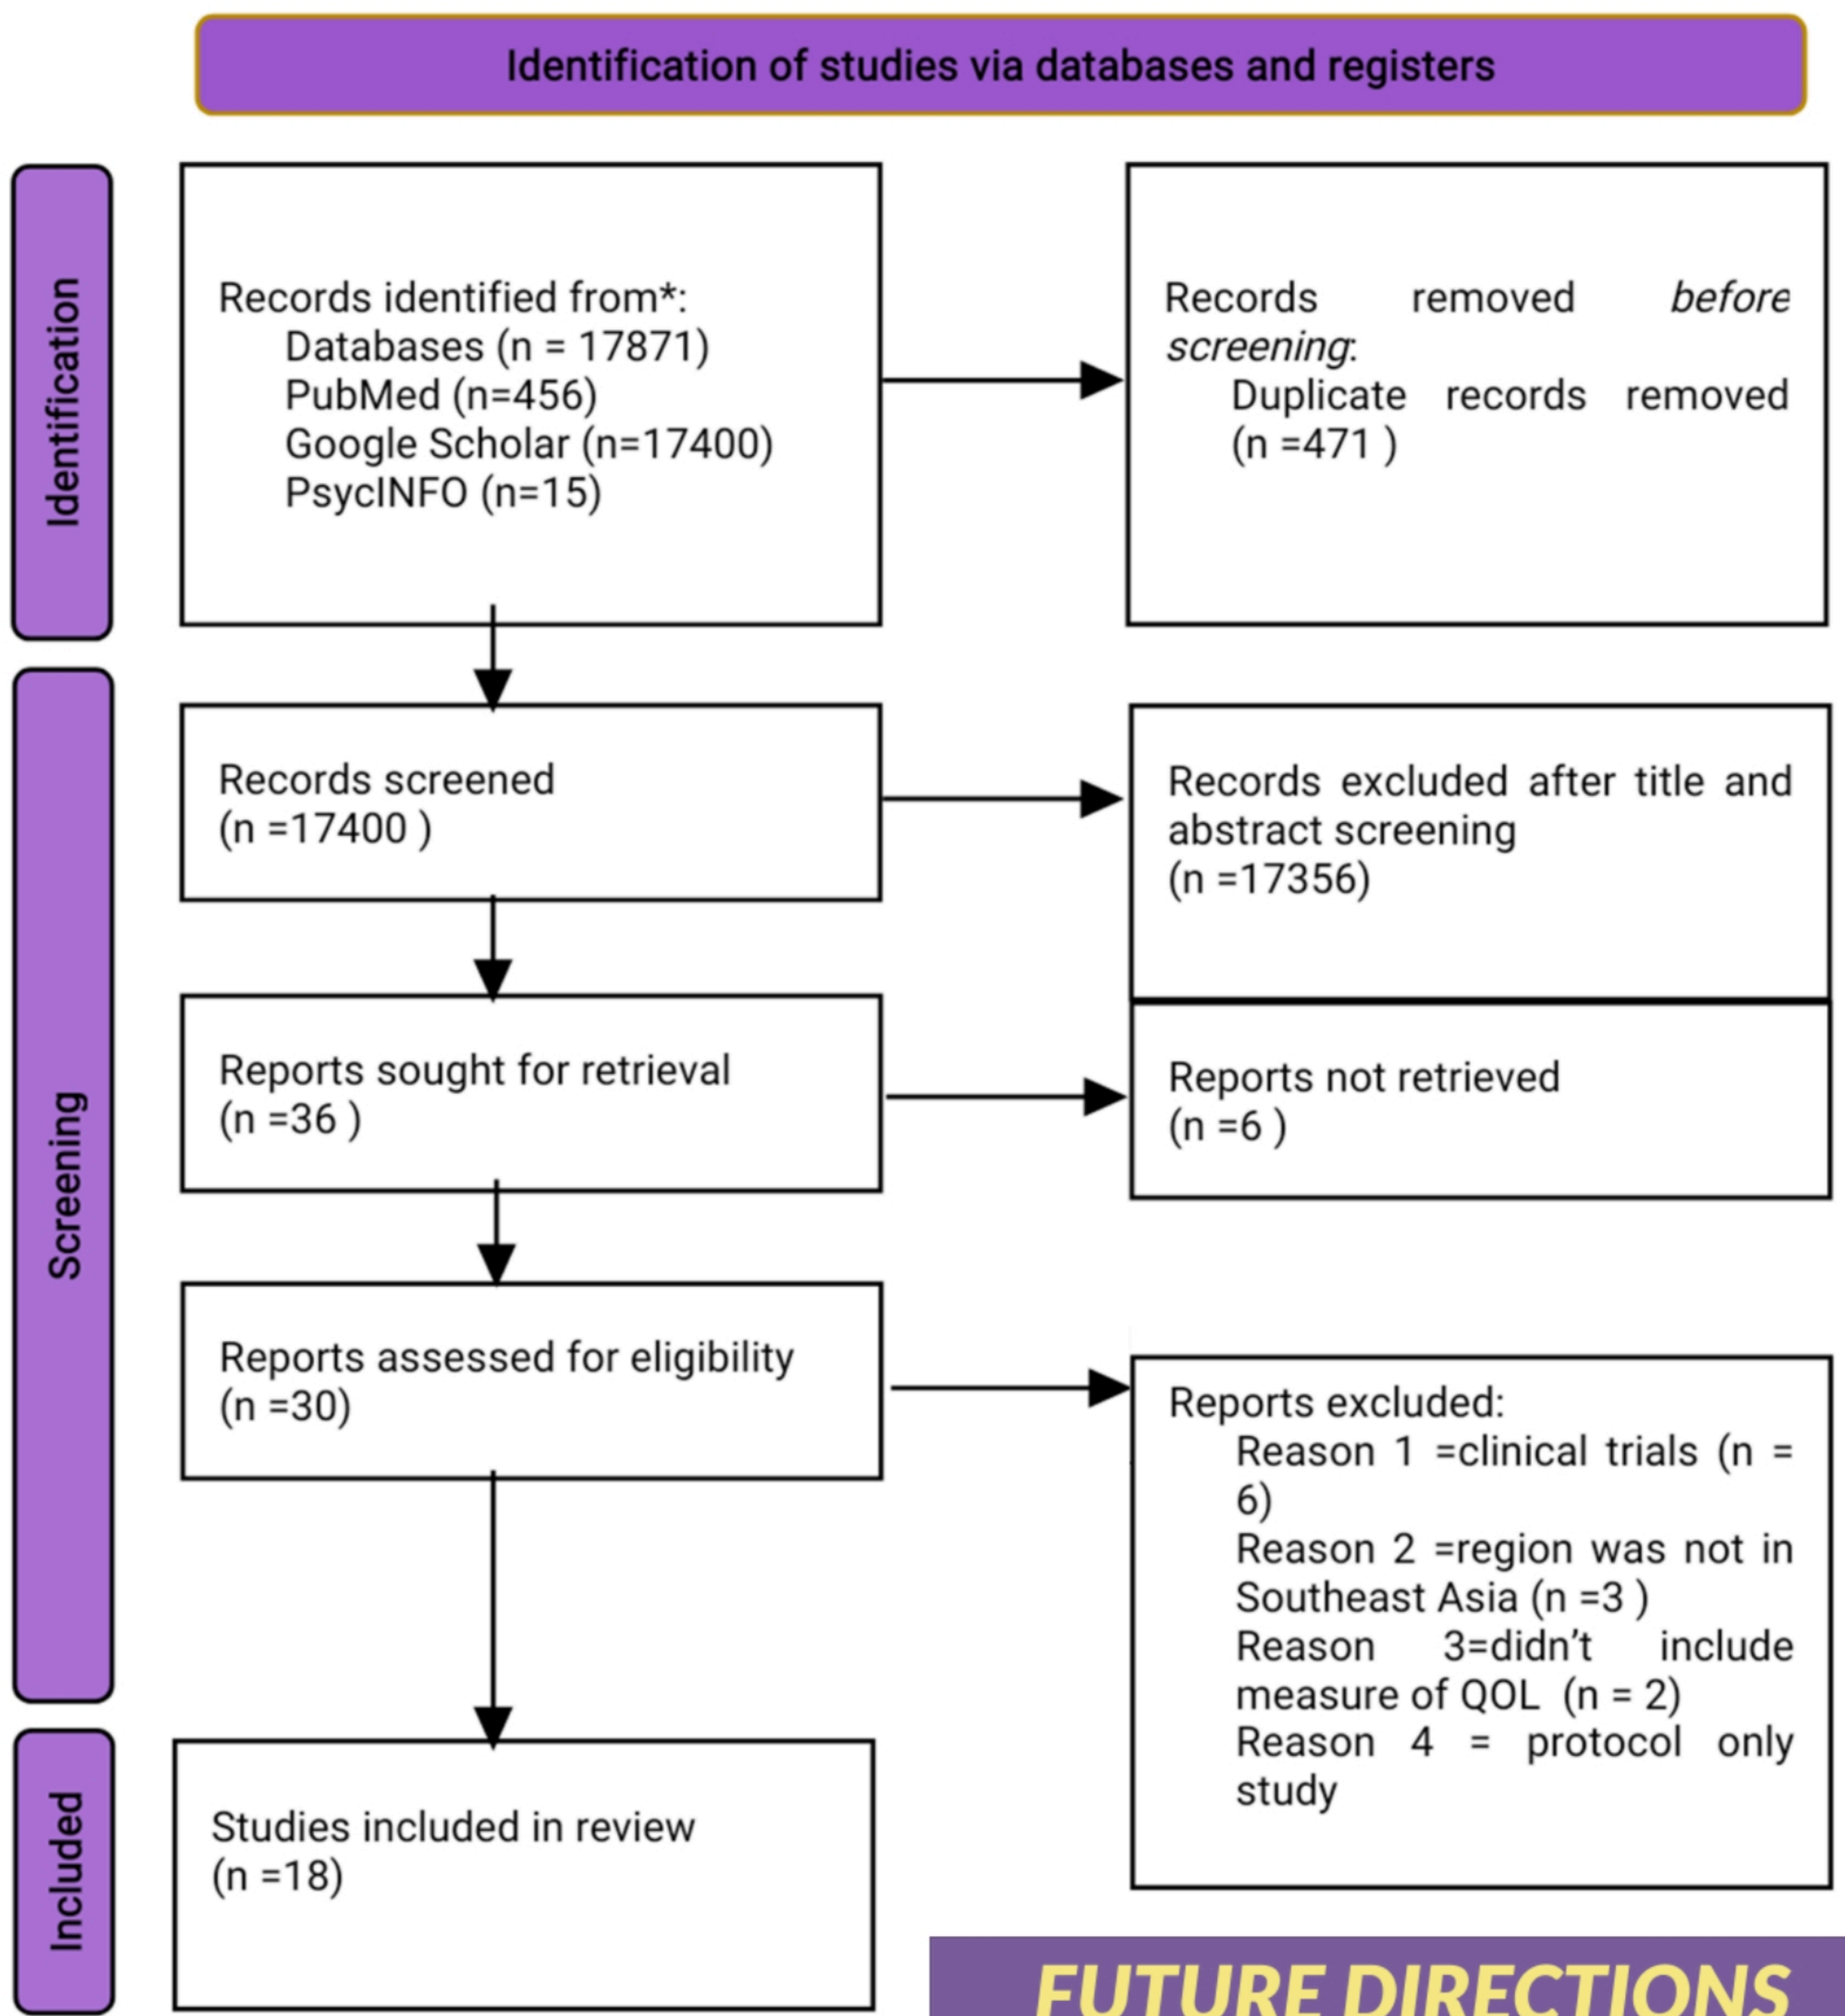 Identification of studies via databases and registers
Identification
Records identified from*:
Databases (n = 17871)
PubMed (n=456)
Google Scholar (n=17400)
PsycINFO (n=15)
Records removed before
screening:
Duplicate records removed
(n =471 )
Screening
Records screened
(n =17400 )
Records excluded after title and
abstract screening
(n =17356)
Reports sought for retrieval
(n =36 )
Reports not retrieved
(n =6 )
Reports assessed for eligibility
(n =30)
Reports excluded:
Reason 1 =clinical trials (n =
6)
Reason 2 =region was not in
Southeast Asia (n =3 )
Reason 3=didn’t include
measure of QOL (n = 2)
Reason 4 = protocol only
study
Included
Studies included in review
(n =18)
FUTURE DIRECTIONS